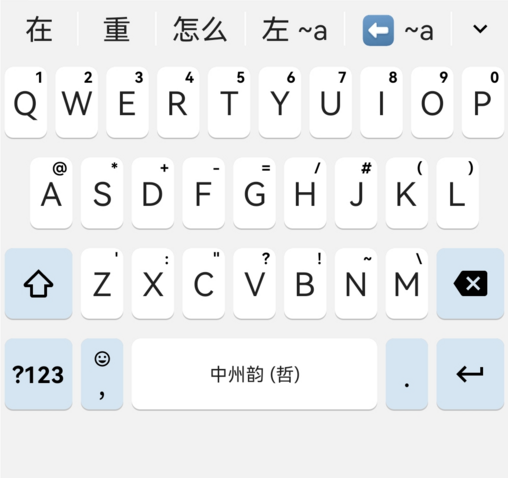 在 重 怎么 左 ~a ⬅️ ~a
1 2 3 4 5 6 7 8 9 0
Q W E R T Y U I O P
@ * + - = / # ( )
A S D F G H J K L
' : " ? ! ~ \
Z X C V B N M
?123 , 中州韵 (哲) .